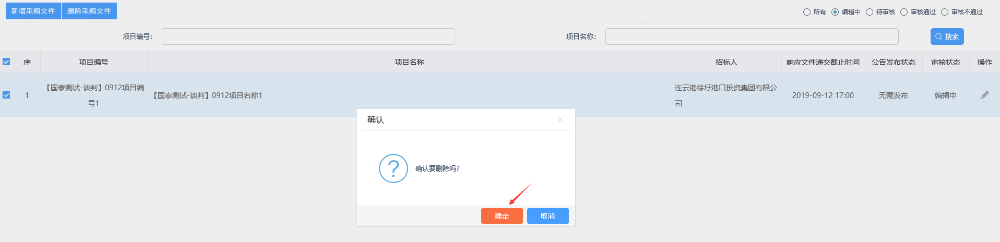 新增采购文件 删除采购文件 所有 编辑中 待审核 审核通过 审核不通过
项目编号: 项目名称: 搜索
序 项目编号 项目名称 招标人 响应文件递交截止时间 公告发布状态 审核状态 操作
1 【国泰测试-谈判】0912项目编号1 【国泰测试-谈判】0912项目名称1 连云港徐圩港口投资集团有限公司 2019-09-12 17:00 无需发布 编辑中
确认
?
确认要删除吗?
确定 取消